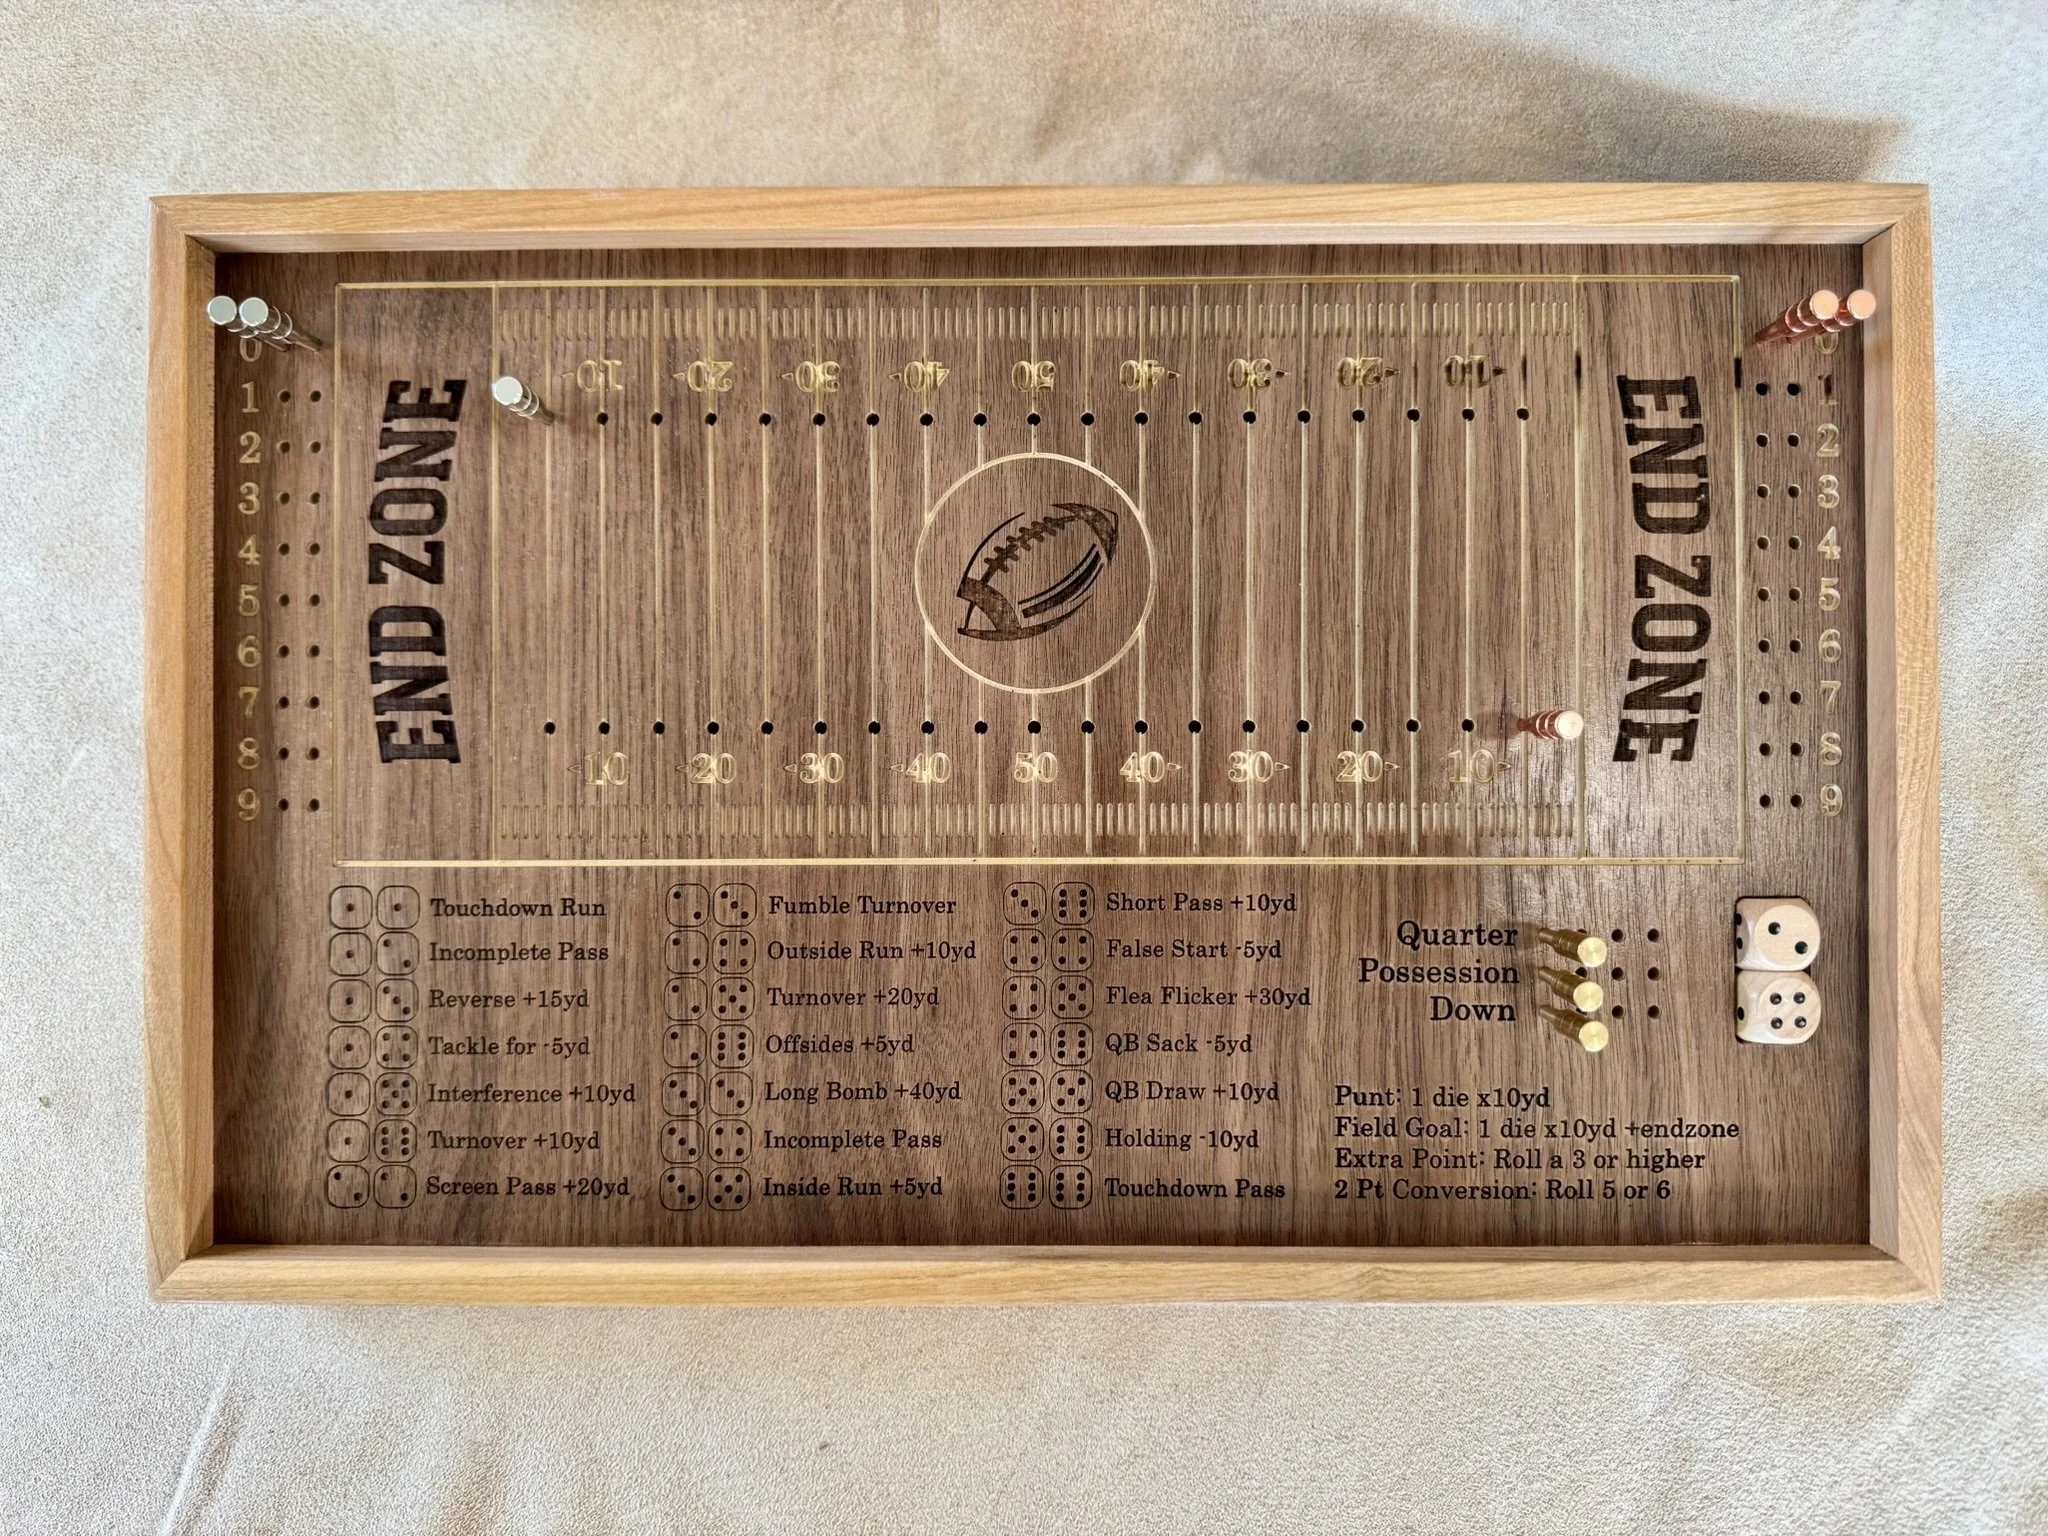 10 20 30 40 50 40 30 20 10
0
1
2
3
4
5
6
7
8
9
END ZONE
END ZONE
0
1
2
3
4
5
6
7
8
9
10 20 30 40 50 40 30 20 10
Touchdown Run
Incomplete Pass
Reverse +15yd
Tackle for -5yd
Interference +10yd
Turnover +10yd
Screen Pass +20yd
Fumble Turnover
Outside Run +10yd
Turnover +20yd
Offsides +5yd
Long Bomb +40yd
Incomplete Pass
Inside Run +5yd
Short Pass +10yd
False Start -5yd
Flea Flicker +30yd
QB Sack -5yd
QB Draw +10yd
Holding -10yd
Touchdown Pass
Quarter
Possession
Down
Punt: 1 die x10yd
Field Goal: 1 die x10yd +endzone
Extra Point: Roll a 3 or higher
2 Pt Conversion: Roll 5 or 6